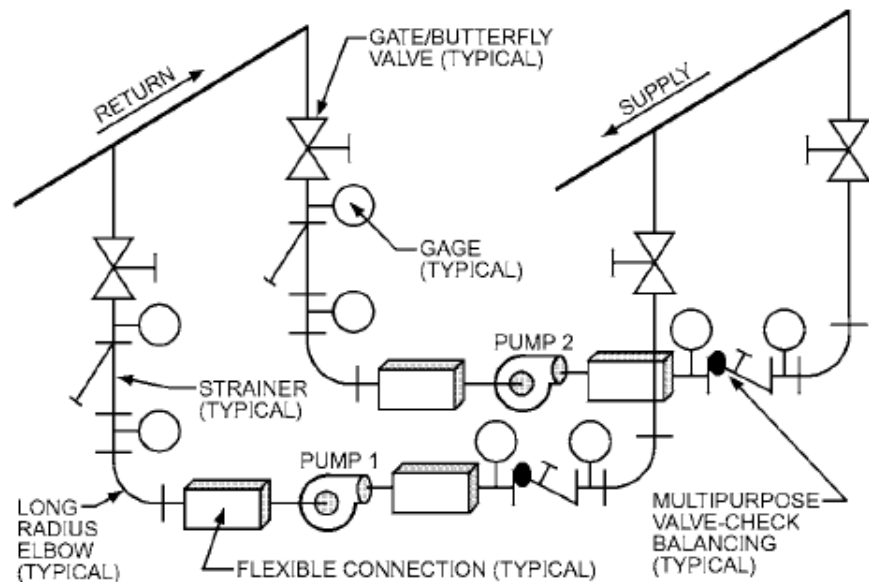 GATE/BUTTERFLY
VALVE (TYPICAL)
RETURN
SUPPLY
GAGE
(TYPICAL)
PUMP 2
STRAINER
(TYPICAL)
PUMP 1
LONG
RADIUS
ELBOW
(TYPICAL)
FLEXIBLE CONNECTION (TYPICAL)
MULTIPURPOSE
VALVE-CHECK
BALANCING
(TYPICAL)